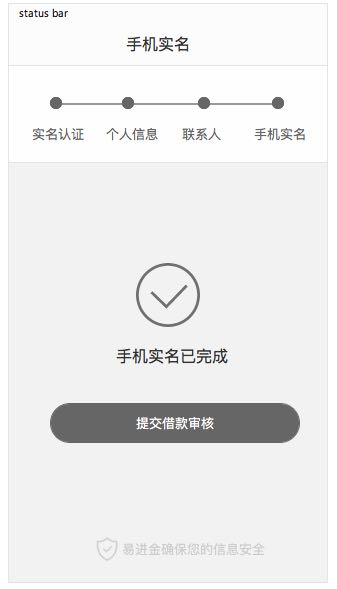 status bar
手机实名
实名认证 个人信息 联系人 手机实名
手机实名已完成
提交借款审核
易进金确保您的信息安全